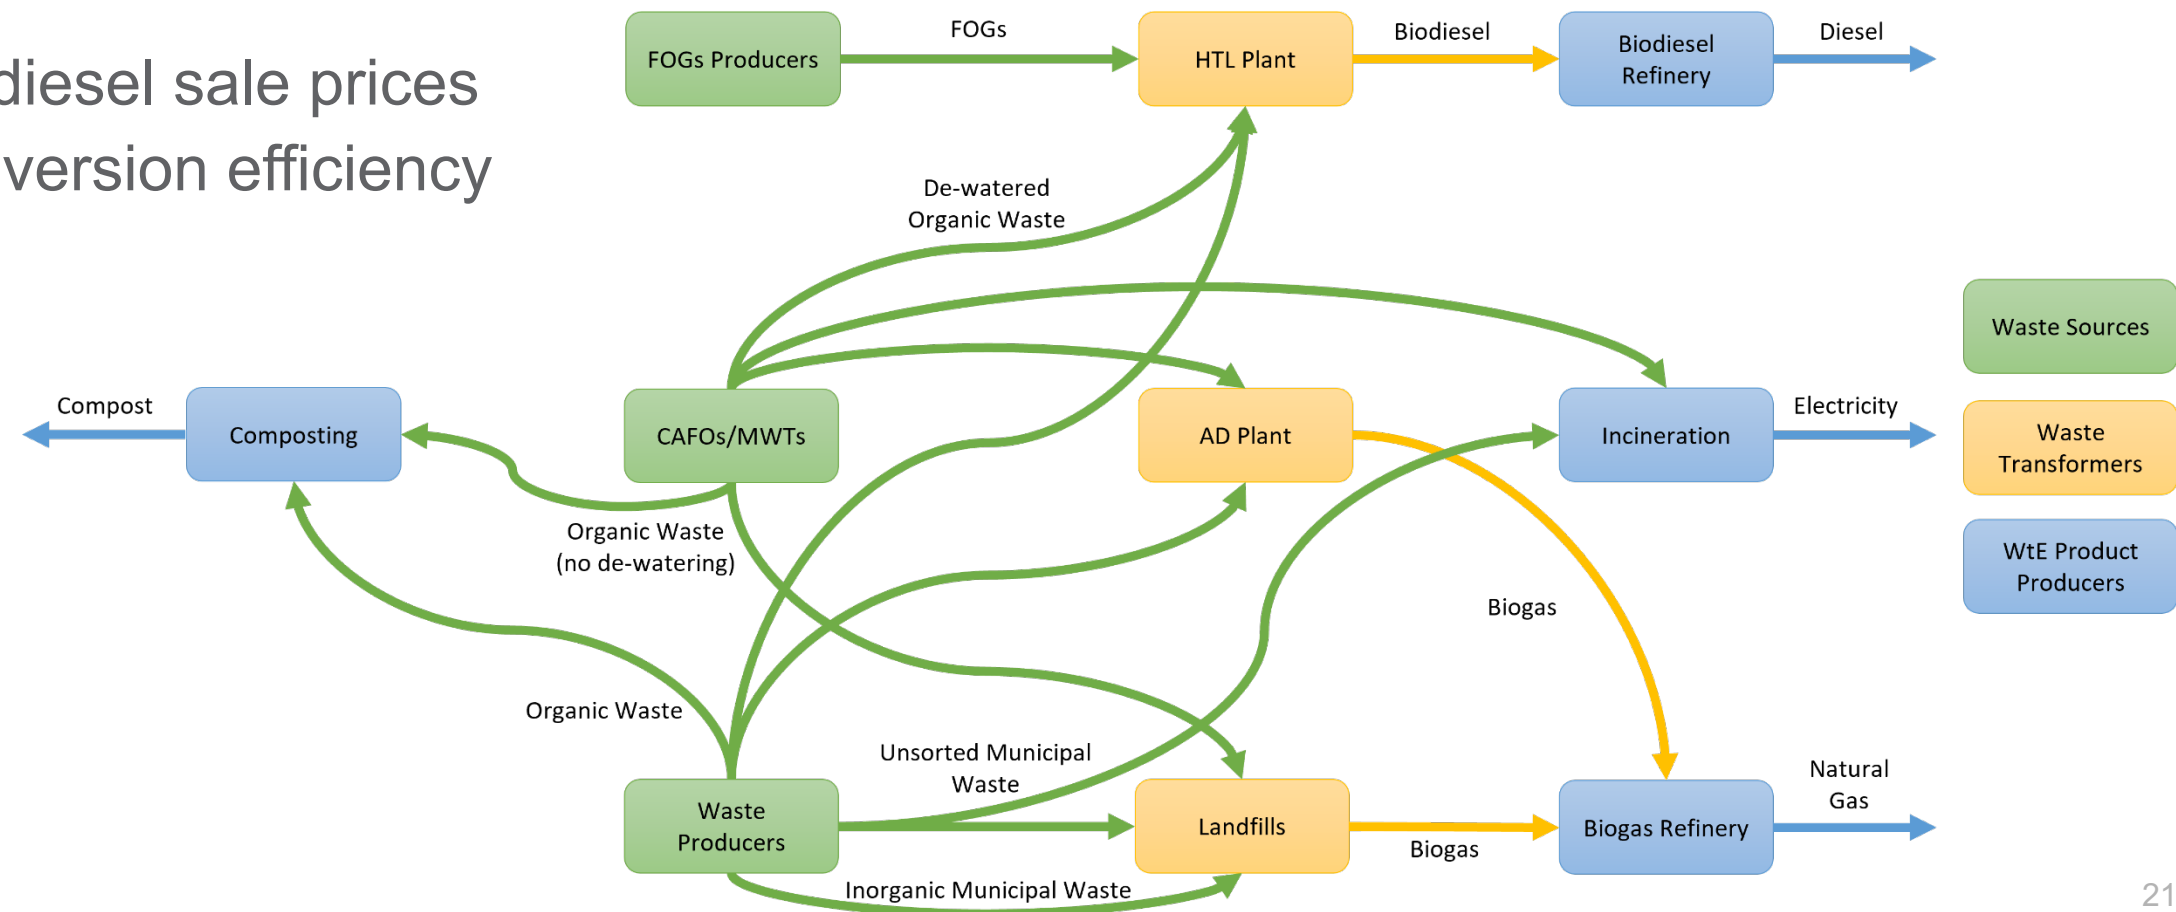 diesel sale prices
version efficiency
FOGs Producers
FOGs
HTL Plant
Biodiesel
Biodiesel
Refinery
Diesel
De-watered
Organic Waste
Waste Sources
Compost
Composting
CAFOs/MWTs
AD Plant
Incineration
Electricity
Waste
Transformers
Organic Waste
(no de-watering)
WtE Product
Producers
Biogas
Organic Waste
Unsorted Municipal
Waste
Natural
Gas
Waste
Producers
Landfills
Biogas
Biogas Refinery
Inorganic Municipal Waste
21